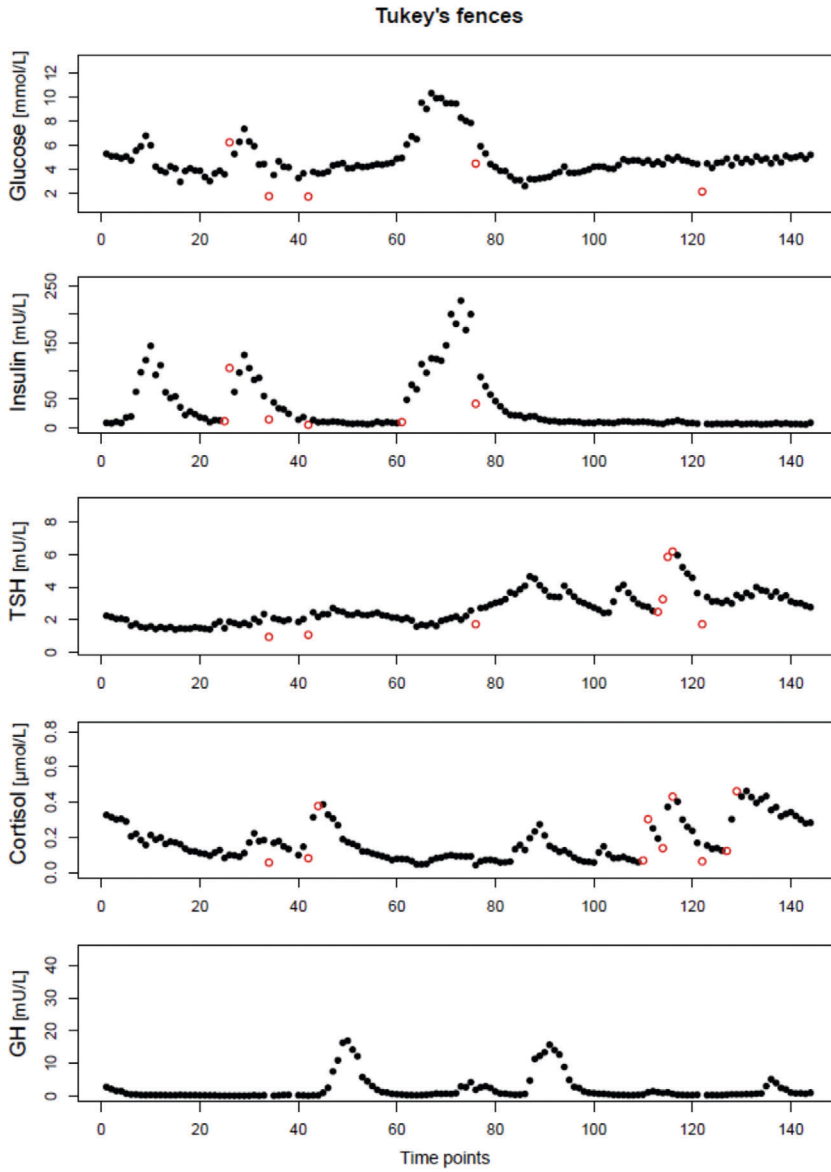 Tukey's fences
Glucose [mmol/L]
2 4 6 8 10 12
0 20 40 60 80 100 120 140
Insulin [mU/L]
0 50 150 250
0 20 40 60 80 100 120 140
TSH [mU/L]
0 2 4 6 8
0 20 40 60 80 100 120 140
Cortisol [µmol/L]
0.0 0.2 0.4 0.6 0.8
0 20 40 60 80 100 120 140
GH [mU/L]
0 10 20 30 40
0 20 40 60 80 100 120 140
Time points